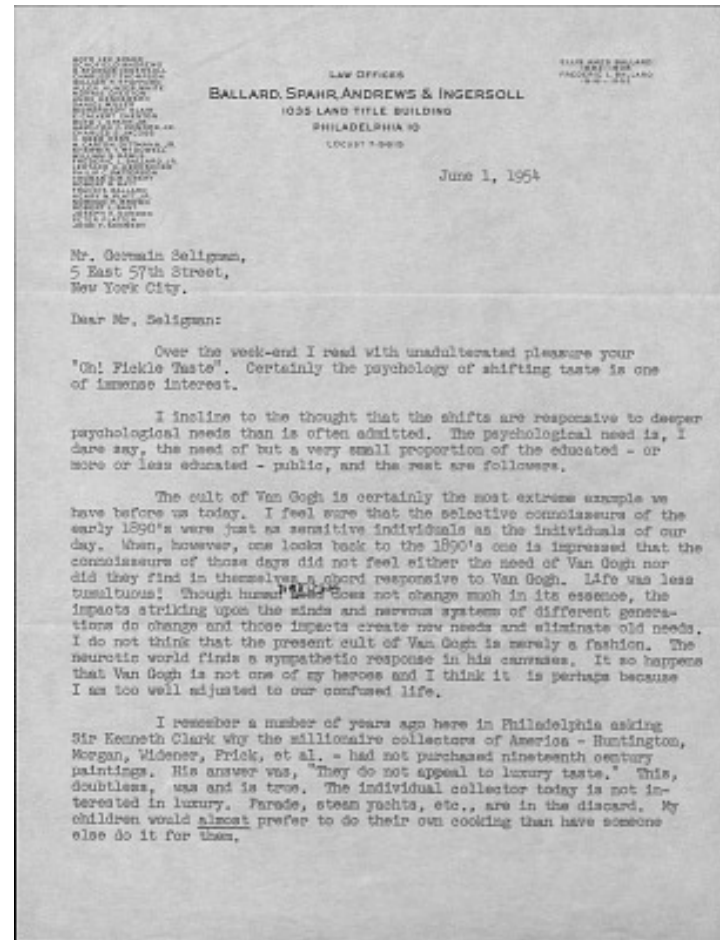 LAW OFFICES
BALLARD, SPAHR, ANDREWS & INGERSOLL
1035 LAND TITLE BUILDING
PHILADELPHIA 10
LOCUST
ELLIS AMES BALLARD
FREDERIC L. BALLARD
June 1, 1954
Mr. Germain Seligman,
5 East 57th Street,
New York City.
Dear Mr. Seligman:
Over the week-end I read with unadulterated pleasure your
"Oh! Fickle Taste". Certainly the psychology of shifting taste is one
of immense interest.
I incline to the thought that the shifts are responsive to deeper
psychological needs than is often admitted. The psychological need is, I
dare say, the need of but a very small proportion of the educated - or
more or less educated - public, and the rest are followers.
The cult of Van Gogh is certainly the most extreme example we
have before us today. I feel sure that the selective connoisseurs of the
early 1890's were just as sensitive individuals as the individuals of our
day. When, however, one looks back to the 1890's one is impressed that the
connoisseurs of those days did not feel either the need of Van Gogh nor
did they find in themselves a chord responsive to Van Gogh. Life was less
tumultuous! Though human does not change much in its essence, the
impacts striking upon the minds and nervous systems of different genera-
tions do change and those impacts create new needs and eliminate old needs.
I do not think that the present cult of Van Gogh is merely a fashion. The
neurotic world finds a sympathetic response in his canvases. It so happens
that Van Gogh is not one of my heroes and I think it is perhaps because
I am too well adjusted to our confused life.
I remember a number of years ago here in Philadelphia asking
Sir Kenneth Clark why the millionaire collectors of America - Huntington,
Morgan, Widener, Frick, et al. - had not purchased nineteenth century
paintings. His answer was, "They do not appeal to luxury taste." This,
doubtless, was and is true. The individual collector today is not in-
terested in luxury. Parade, steam yachts, etc., are in the discard. My
children would almost prefer to do their own cooking than have someone
else do it for them.